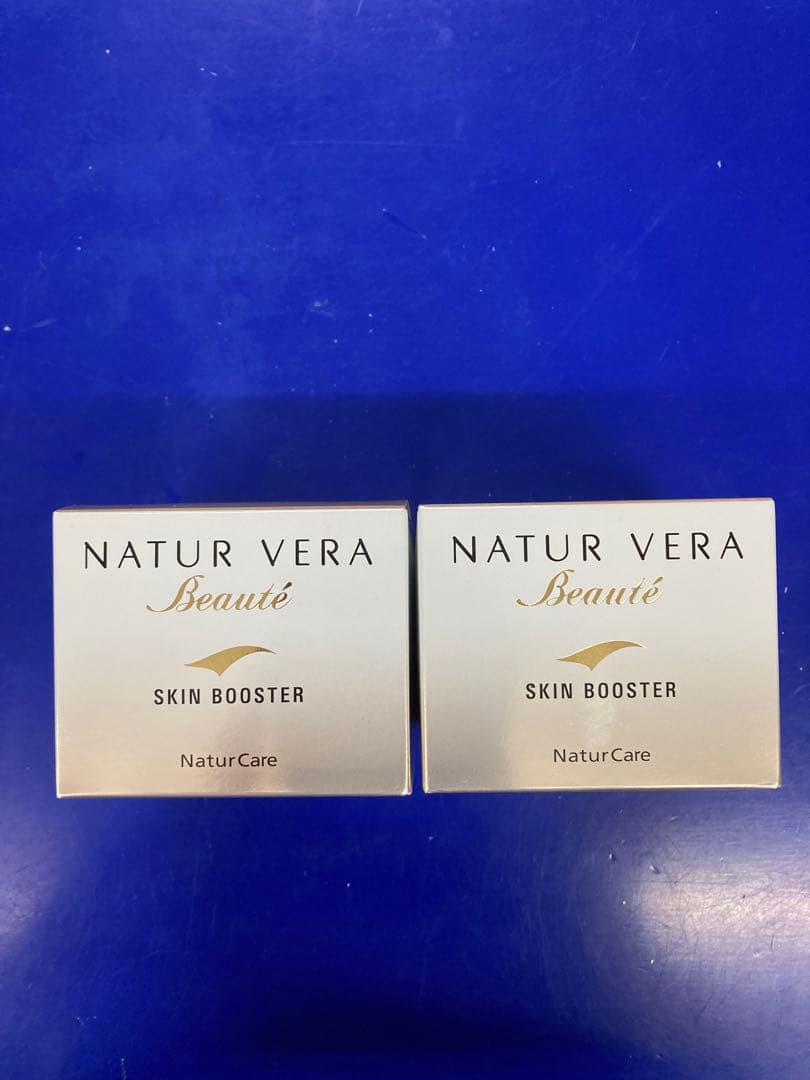 NATUR VERA
Beauté
SKIN BOOSTER
NaturCare
NATUR VERA
Beauté
SKIN BOOSTER
NaturCare